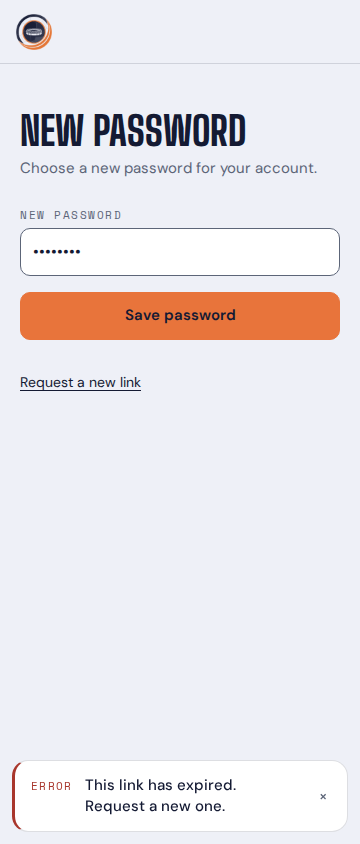 NEW PASSWORD
Choose a new password for your account.
NEW PASSWORD
••••••••
Save password
Request a new link
ERROR
This link has expired.
Request a new one.
×